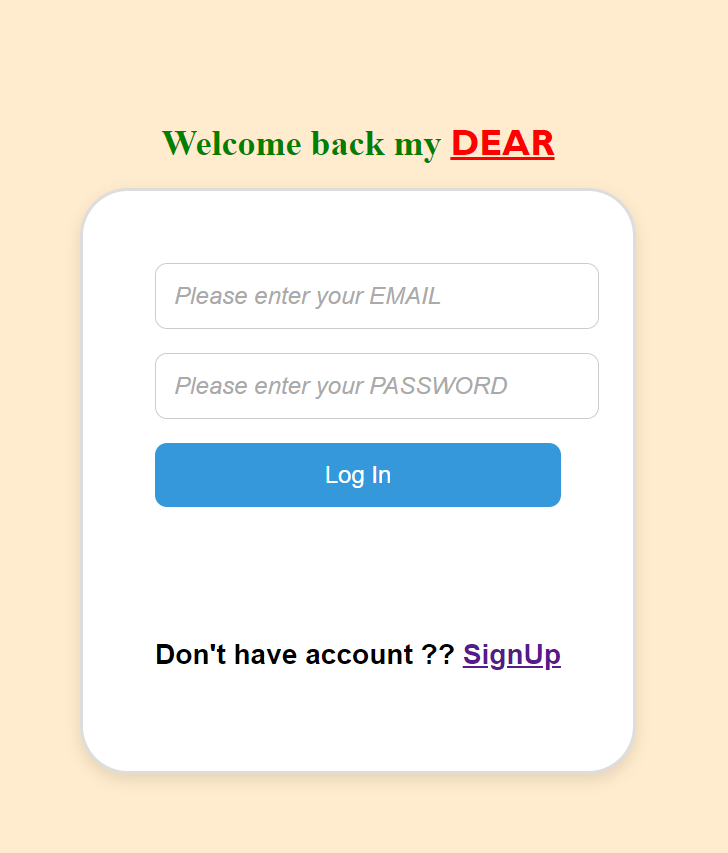 Welcome back my DEAR
Please enter your EMAIL
Please enter your PASSWORD
Log In
Don't have account ?? SignUp